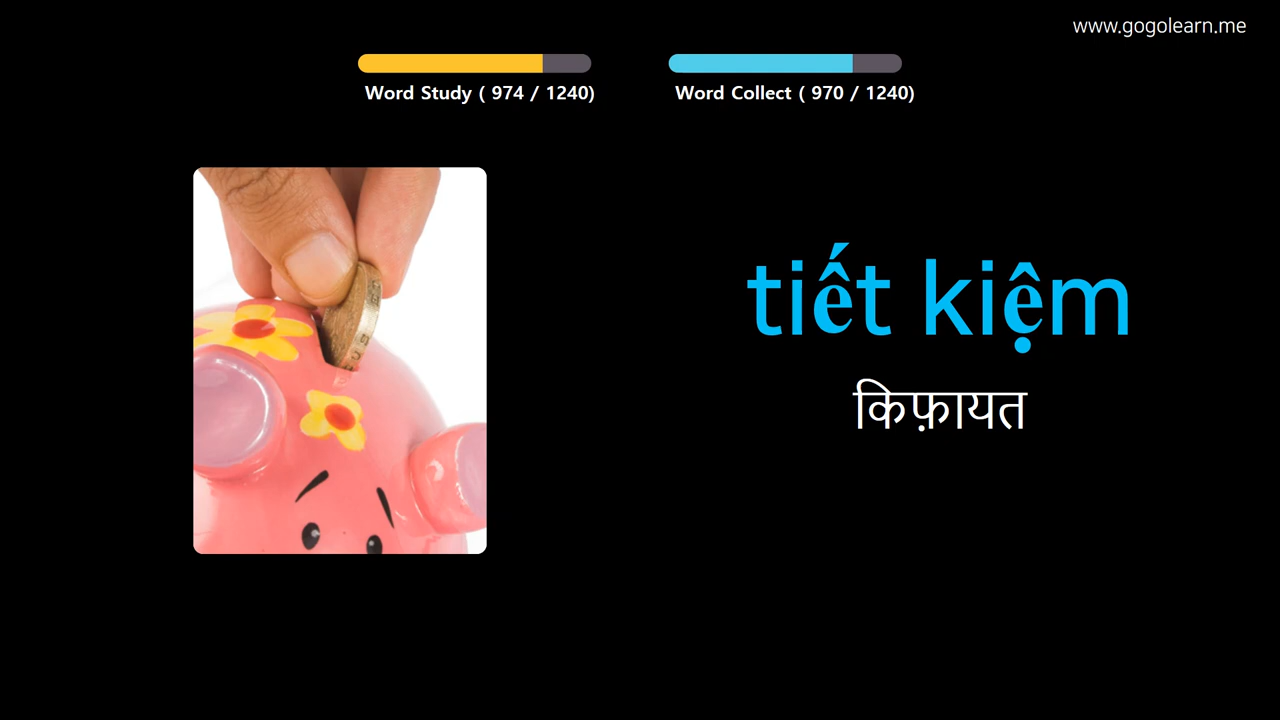 www.gogolearn.me
Word Study ( 974 / 1240)
Word Collect ( 970 / 1240)
tiết kiệm
किफ़ायत